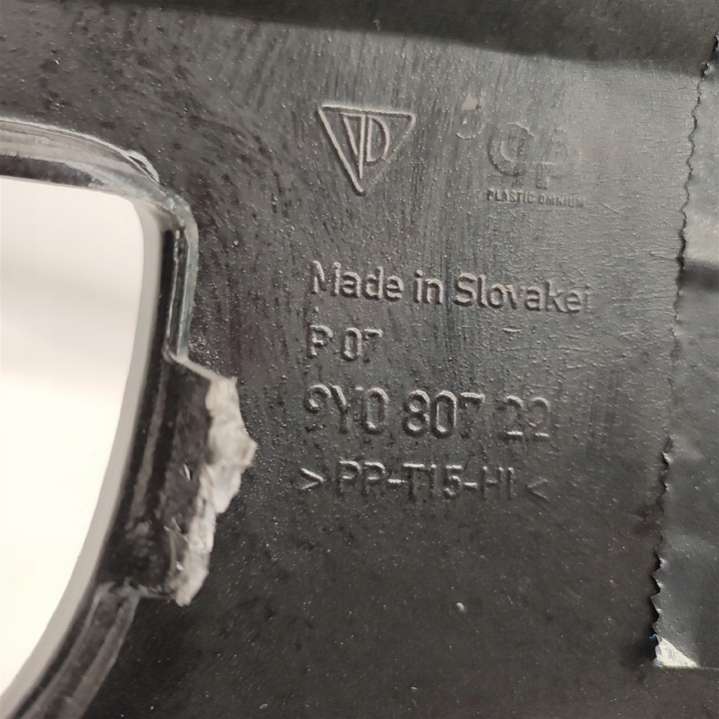 PLASTIC OMNIUM
Made in Slovakei
P 07
9Y0 807 22
> PP-T15-HI <